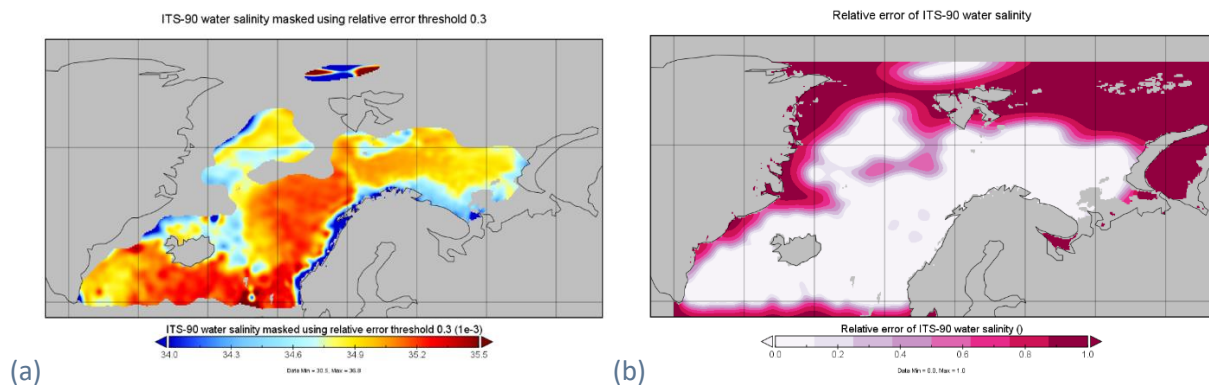 ITS-90 water salinity masked using relative error threshold 0.3
ITS-90 water salinity masked using relative error threshold 0.3 (1e-3)
34.0 34.3 34.6 34.9 35.2 35.5
Data Min = 30.5, Max = 36.8
(a)
Relative error of ITS-90 water salinity
Relative error of ITS-90 water salinity ()
0.0 0.2 0.4 0.6 0.8 1.0
Data Min = 0.0, Max = 1.0
(b)